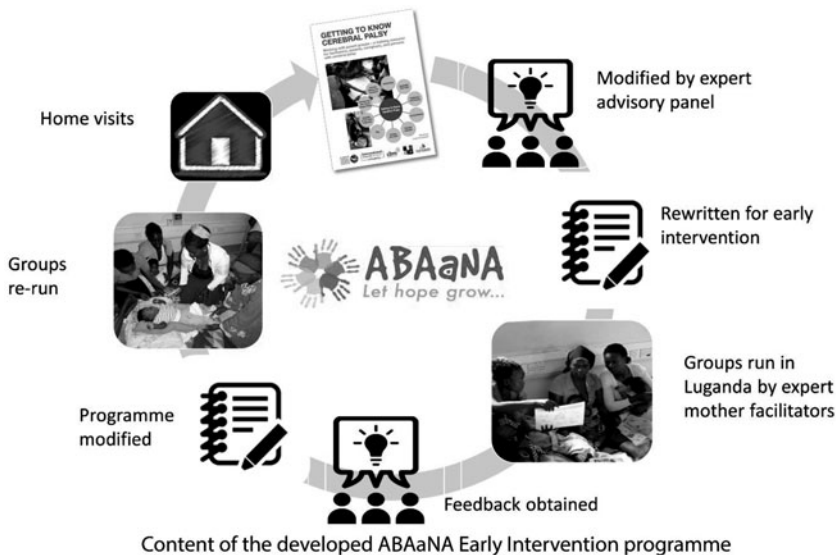 GETTING TO KNOW
CEREBRAL PALSY
Modified by expert
advisory panel
Home visits
Rewritten for early
intervention
ABAaNA
Let hope grow...
Groups
re-run
Groups run in
Luganda by expert
mother facilitators
Programme
modified
Feedback obtained
Content of the developed ABAaNA Early Intervention programme